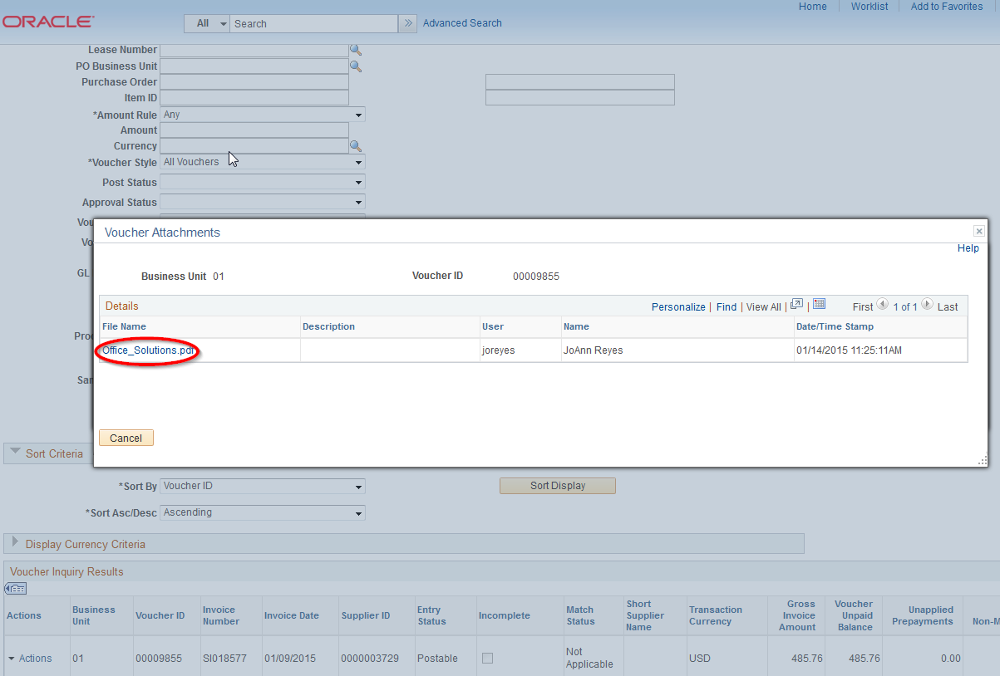 Home Worklist Add to Favorites
ORACLE®
All Search Advanced Search
Lease Number
PO Business Unit
Purchase Order
Item ID
*Amount Rule Any
Amount
Currency
*Voucher Style All Vouchers
Post Status
Approval Status
Voucher Attachments
Help
Business Unit 01 Voucher ID 00009855
Details Personalize | Find | View All | | First 1 of 1 Last
File Name Description User Name Date/Time Stamp
Office_Solutions.pdf joreyes JoAnn Reyes 01/14/2015 11:25:11AM
GL
Cancel
Sort Criteria
*Sort By Voucher ID Sort Display
*Sort Asc/Desc Ascending
Display Currency Criteria
Voucher Inquiry Results
Actions Business Unit Voucher ID Invoice Number Invoice Date Supplier ID Entry Status Incomplete Match Status Short Supplier Name Transaction Currency Gross Invoice Amount Voucher Unpaid Balance Unapplied Prepayments
Actions 01 00009855 SI018577 01/09/2015 0000003729 Postable Not Applicable USD 485.76 485.76 0.00